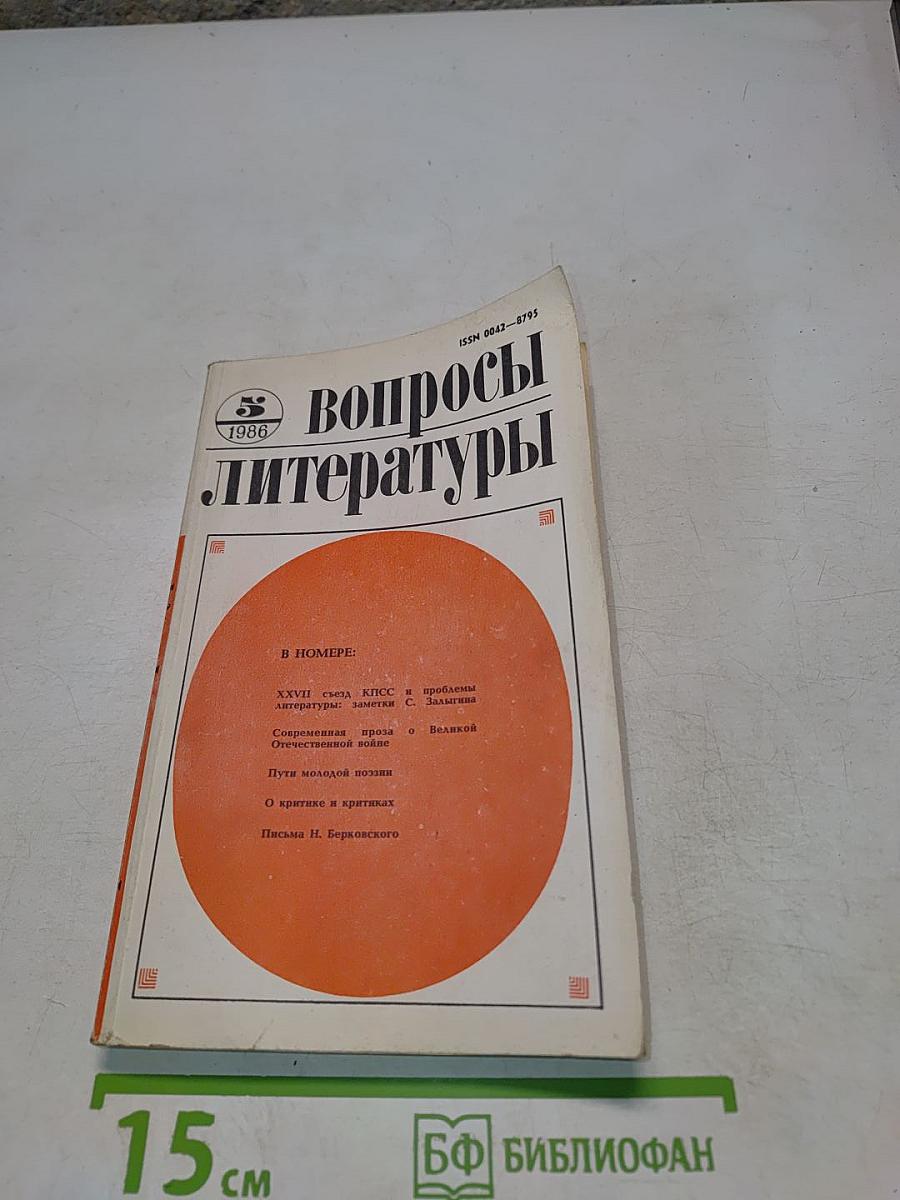 ISSN 0042—8795
5
1986
вопросы
литературы
В НОМЕРЕ:
XXVII съезд КПСС и проблемы
литературы: заметки С. Залыгина
Современная проза о Великой
Отечественной войне
Пути молодой поэзии
О критике и критиках
Письма Н. Берковского
15 см
БФ БИБЛИОФАН